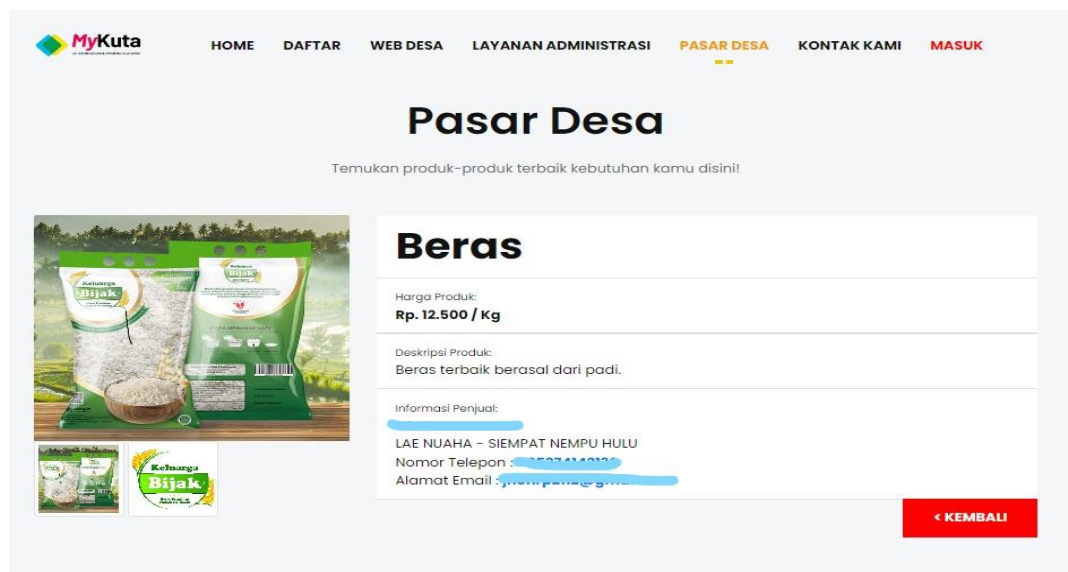 MyKuta
HOME DAFTAR WEB DESA LAYANAN ADMINISTRASI PASAR DESA KONTAK KAMI MASUK
Pasar Desa
Temukan produk-produk terbaik kebutuhan kamu disini!
Keluarga
Bijak
Keluarga
Bijak
Beras
Harga Produk:
Rp. 12.500 / Kg
Deskripsi Produk:
Beras terbaik berasal dari padi.
Informasi Penjual:
LAE NUAHA - SIEMPAT NEMPU HULU
Nomor Telepon :
Alamat Email :
Keluarga
Bijak
< KEMBALI